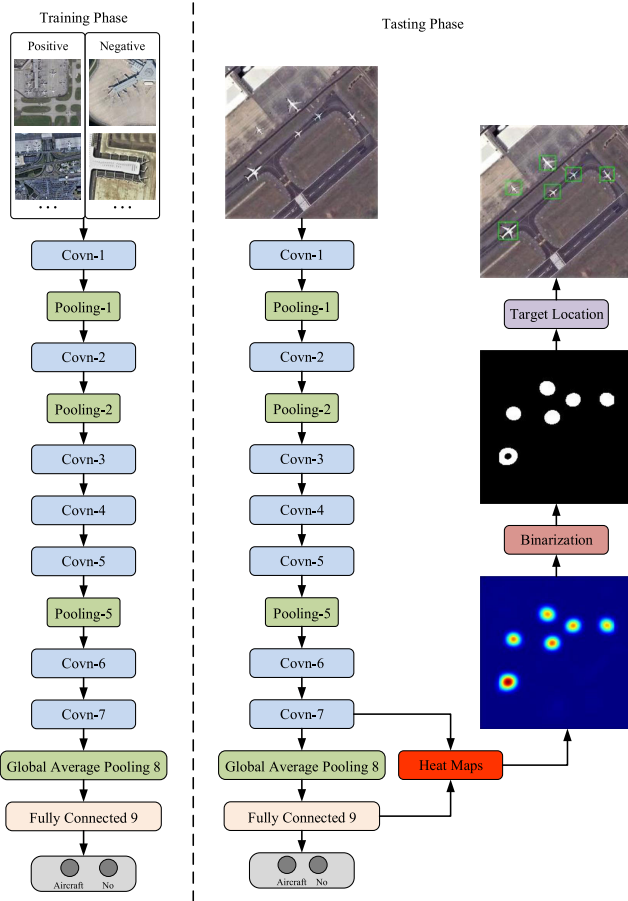 Training Phase
Positive
Negative
...
...
Covn-1
Pooling-1
Covn-2
Pooling-2
Covn-3
Covn-4
Covn-5
Pooling-5
Covn-6
Covn-7
Global Average Pooling 8
Fully Connected 9
Aircraft
No
Tasting Phase
Covn-1
Pooling-1
Covn-2
Pooling-2
Covn-3
Covn-4
Covn-5
Pooling-5
Covn-6
Covn-7
Global Average Pooling 8
Fully Connected 9
Aircraft
No
Heat Maps
Binarization
Target Location